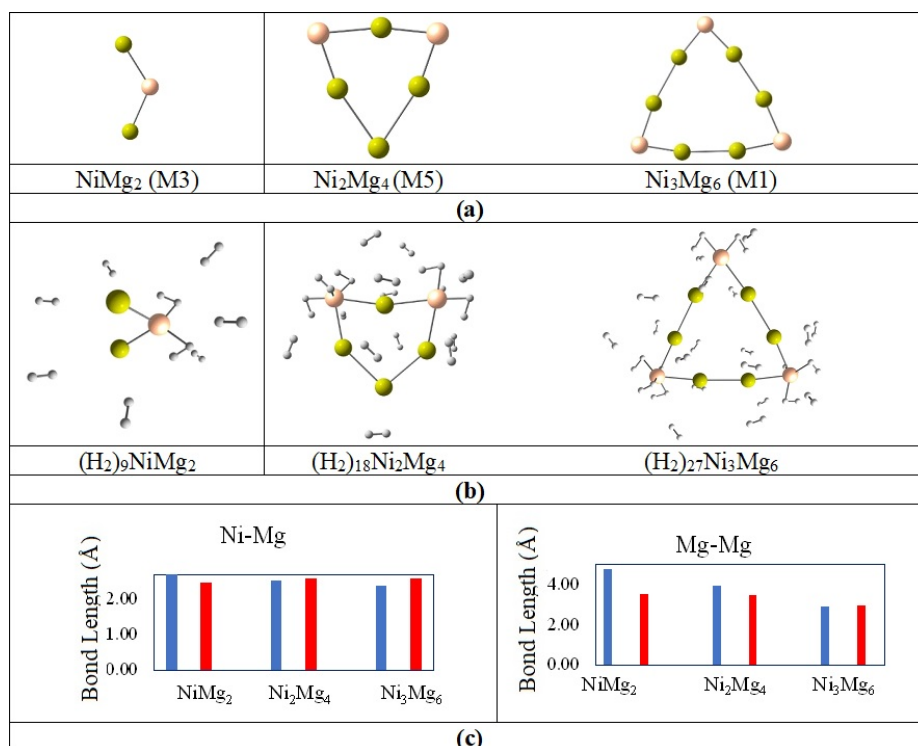 NiMg₂ (M3)
Ni₂Mg₄ (M5)
Ni₃Mg₆ (M1)
(a)
(H₂)₉NiMg₂
(H₂)₁₈Ni₂Mg₄
(H₂)₂₇Ni₃Mg₆
(b)
Ni-Mg
Bond Length (Å)
2.00
1.00
0.00
NiMg₂
Ni₂Mg₄
Ni₃Mg₆
Mg-Mg
Bond Length (Å)
4.00
2.00
0.00
NiMg₂
Ni₂Mg₄
Ni₃Mg₆
(c)